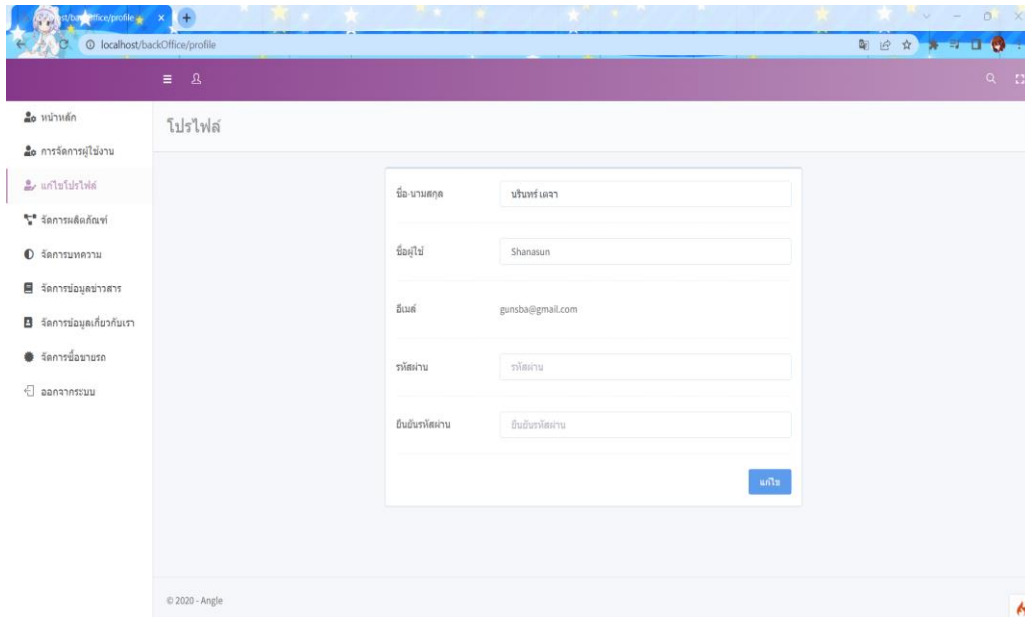 localhost/backOffice/profile
โปรไฟล์
หน้าหลัก
การจัดการผู้ใช้งาน
แก้ไขโปรไฟล์
จัดการผลิตภัณฑ์
จัดการบทความ
จัดการข้อมูลข่าวสาร
จัดการข้อมูลเกี่ยวกับเรา
จัดการซื้อขายรถ
ออกจากระบบ
ชื่อ-นามสกุล
นรินทร์ เดจา
ชื่อผู้ใช้
Shanasun
อีเมล์
gunsba@gmail.com
รหัสผ่าน
รหัสผ่าน
ยืนยันรหัสผ่าน
ยืนยันรหัสผ่าน
แก้ไข
© 2020 - Angle